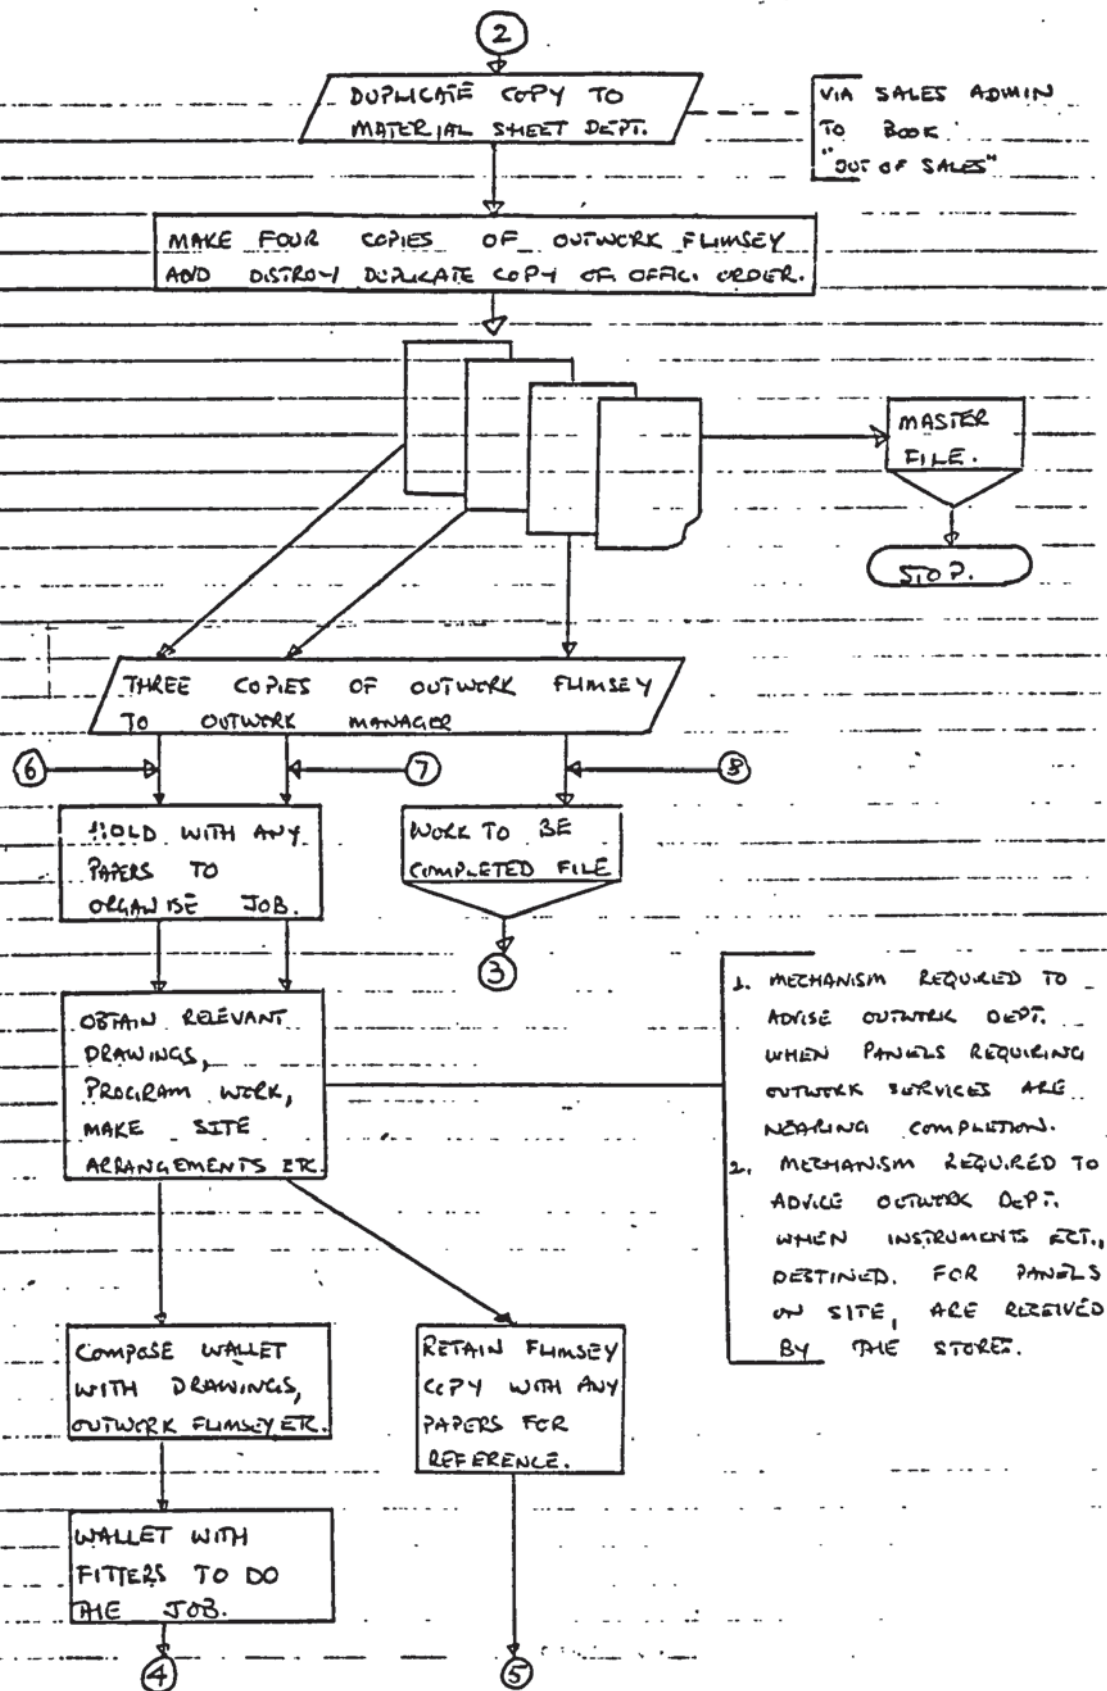 2
DUPLICATE COPY TO
MATERIAL SHEET DEPT.
VIA SALES ADMIN
TO BOOK
"OUT OF SALES"
MAKE FOUR COPIES OF OUTWORK FLIMSEY
AND DISTROY DUPLICATE COPY OF OFFIC. ORDER.
MASTER
FILE.
STOP.
THREE COPIES OF OUTWORK FLIMSEY
TO OUTWORK MANAGER
6
7
8
HOLD WITH ANY
PAPERS TO
ORGANISE JOB.
WORK TO BE
COMPLETED FILE
3
OBTAIN RELEVANT
DRAWINGS,
PROGRAM WORK,
MAKE SITE
ARRANGEMENTS ETC.
1. MECHANISM REQUIRED TO
ADVISE OUTWORK DEPT.
WHEN PANELS REQUIRING
OUTWORK SERVICES ARE
NEARING COMPLETION.
2. MECHANISM REQUIRED TO
ADVICE OUTWORK DEPT.
WHEN INSTRUMENTS ECT.,
DESTINED. FOR PANELS
ON SITE, ARE RECEIVED
BY THE STORES.
COMPOSE WALLET
WITH DRAWINGS,
OUTWORK FLIMSEY ETC.
RETAIN FLIMSEY
COPY WITH ANY
PAPERS FOR
REFERENCE.
WALLET WITH
FITTERS TO DO
THE JOB.
4
5